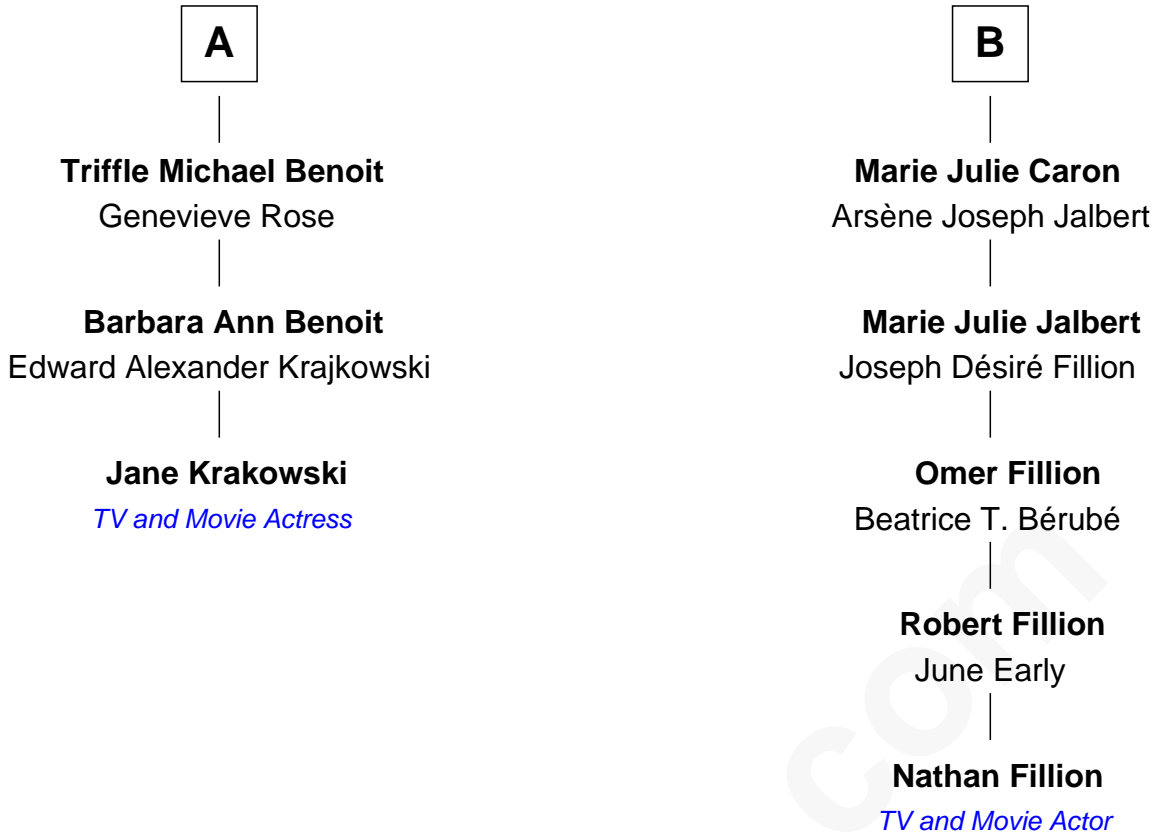 A
Triffle Michael Benoit
Genevieve Rose
Barbara Ann Benoit
Edward Alexander Krajkowski
Jane Krakowski
TV and Movie Actress
B
Marie Julie Caron
Arsène Joseph Jalbert
Marie Julie Jalbert
Joseph Désiré Fillion
Omer Fillion
Beatrice T. Bérubé
Robert Fillion
June Early
Nathan Fillion
TV and Movie Actor
com